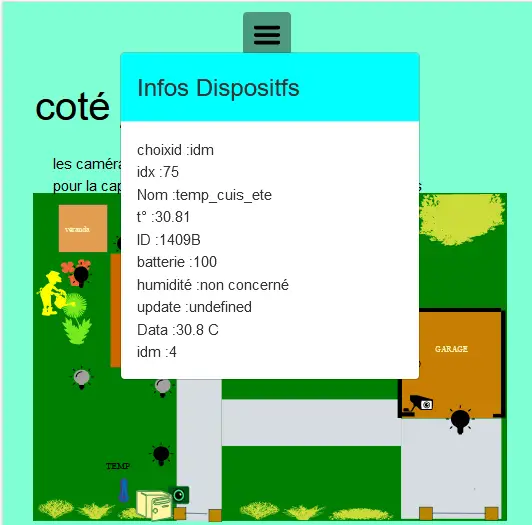 Infos Dispositfs
coté
choixid :idm
les camér
idx :75
pour la cap
s
Nom :temp_cuis_ete
t° :30.81
ID :1409B
batterie :100
humidité :non concerné
update :undefined
Data :30.8 C
idm :4
veranda
GARAGE
TEMP